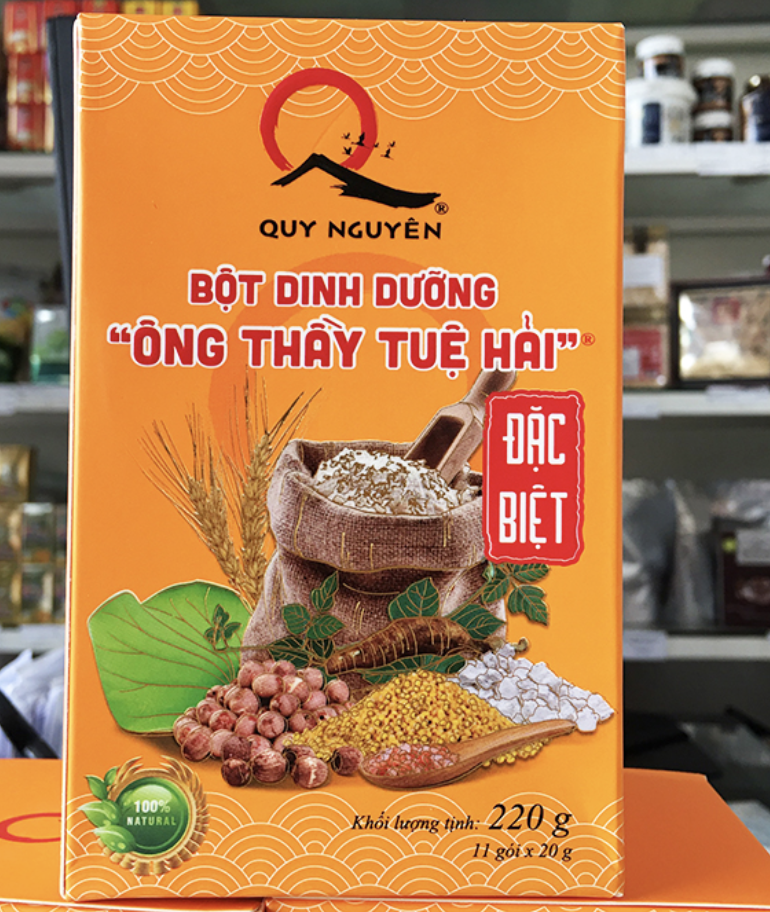 ®
QUY NGUYÊN
BỘT DINH DƯỠNG
“ÔNG THẦY TUỆ HẢI”®
ĐẶC
BIỆT
100%
NATURAL
Khối lượng tịnh: 220 g
11 gói x 20 g